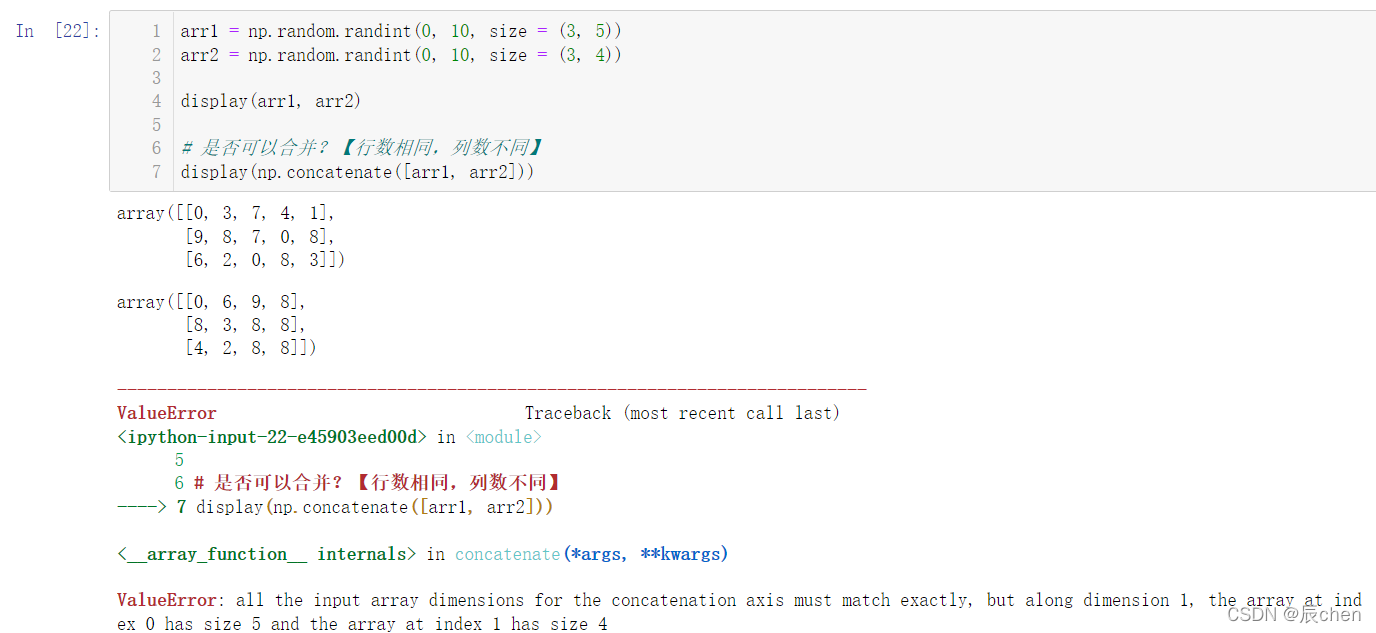 In [22]:
1 arr1 = np.random.randint(0, 10, size = (3, 5))
2 arr2 = np.random.randint(0, 10, size = (3, 4))
3
4 display(arr1, arr2)
5
6 # 是否可以合并？【行数相同，列数不同】
7 display(np.concatenate([arr1, arr2]))
array([[0, 3, 7, 4, 1],
[9, 8, 7, 0, 8],
[6, 2, 0, 8, 3]])
array([[0, 6, 9, 8],
[8, 3, 8, 8],
[4, 2, 8, 8]])
---------------------------------------------------------------------------
ValueError Traceback (most recent call last)
<ipython-input-22-e45903eed00d> in <module>
5
6 # 是否可以合并？【行数相同，列数不同】
----> 7 display(np.concatenate([arr1, arr2]))
<__array_function__ internals> in concatenate(*args, **kwargs)
ValueError: all the input array dimensions for the concatenation axis must match exactly, but along dimension 1, the array at ind
ex 0 has size 5 and the array at index 1 has size 4
CSDN @辰chen